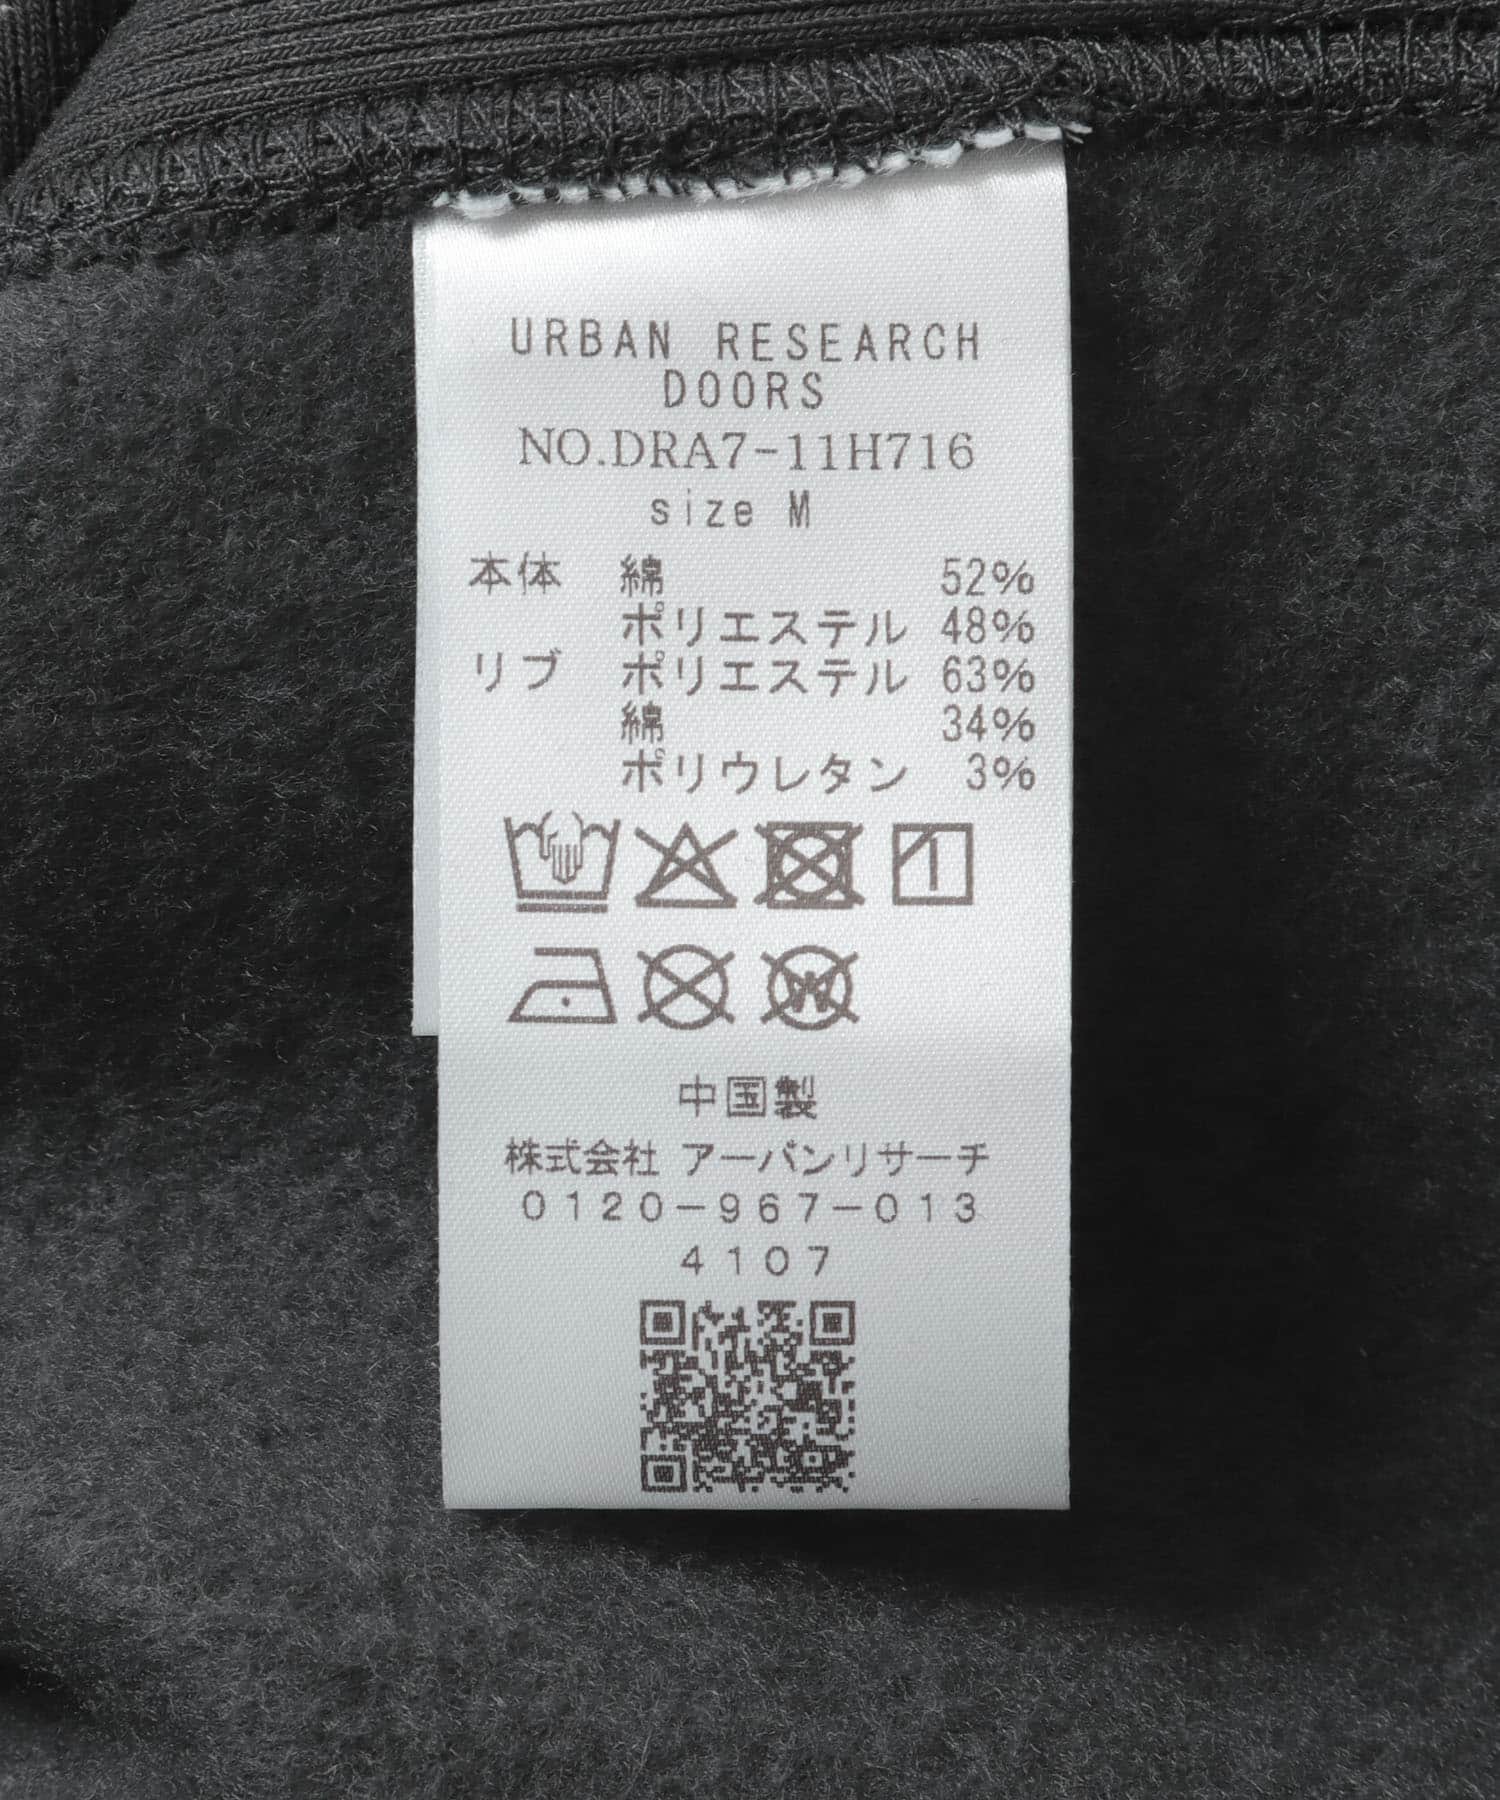 URBAN RESEARCH
DOORS
NO.DRA7-11H716
size M
本体 綿 52%
ポリエステル 48%
リブ ポリエステル 63%
綿 34%
ポリウレタン 3%
W
中国製
株式会社 アーバンリサーチ
0120-967-013
4107